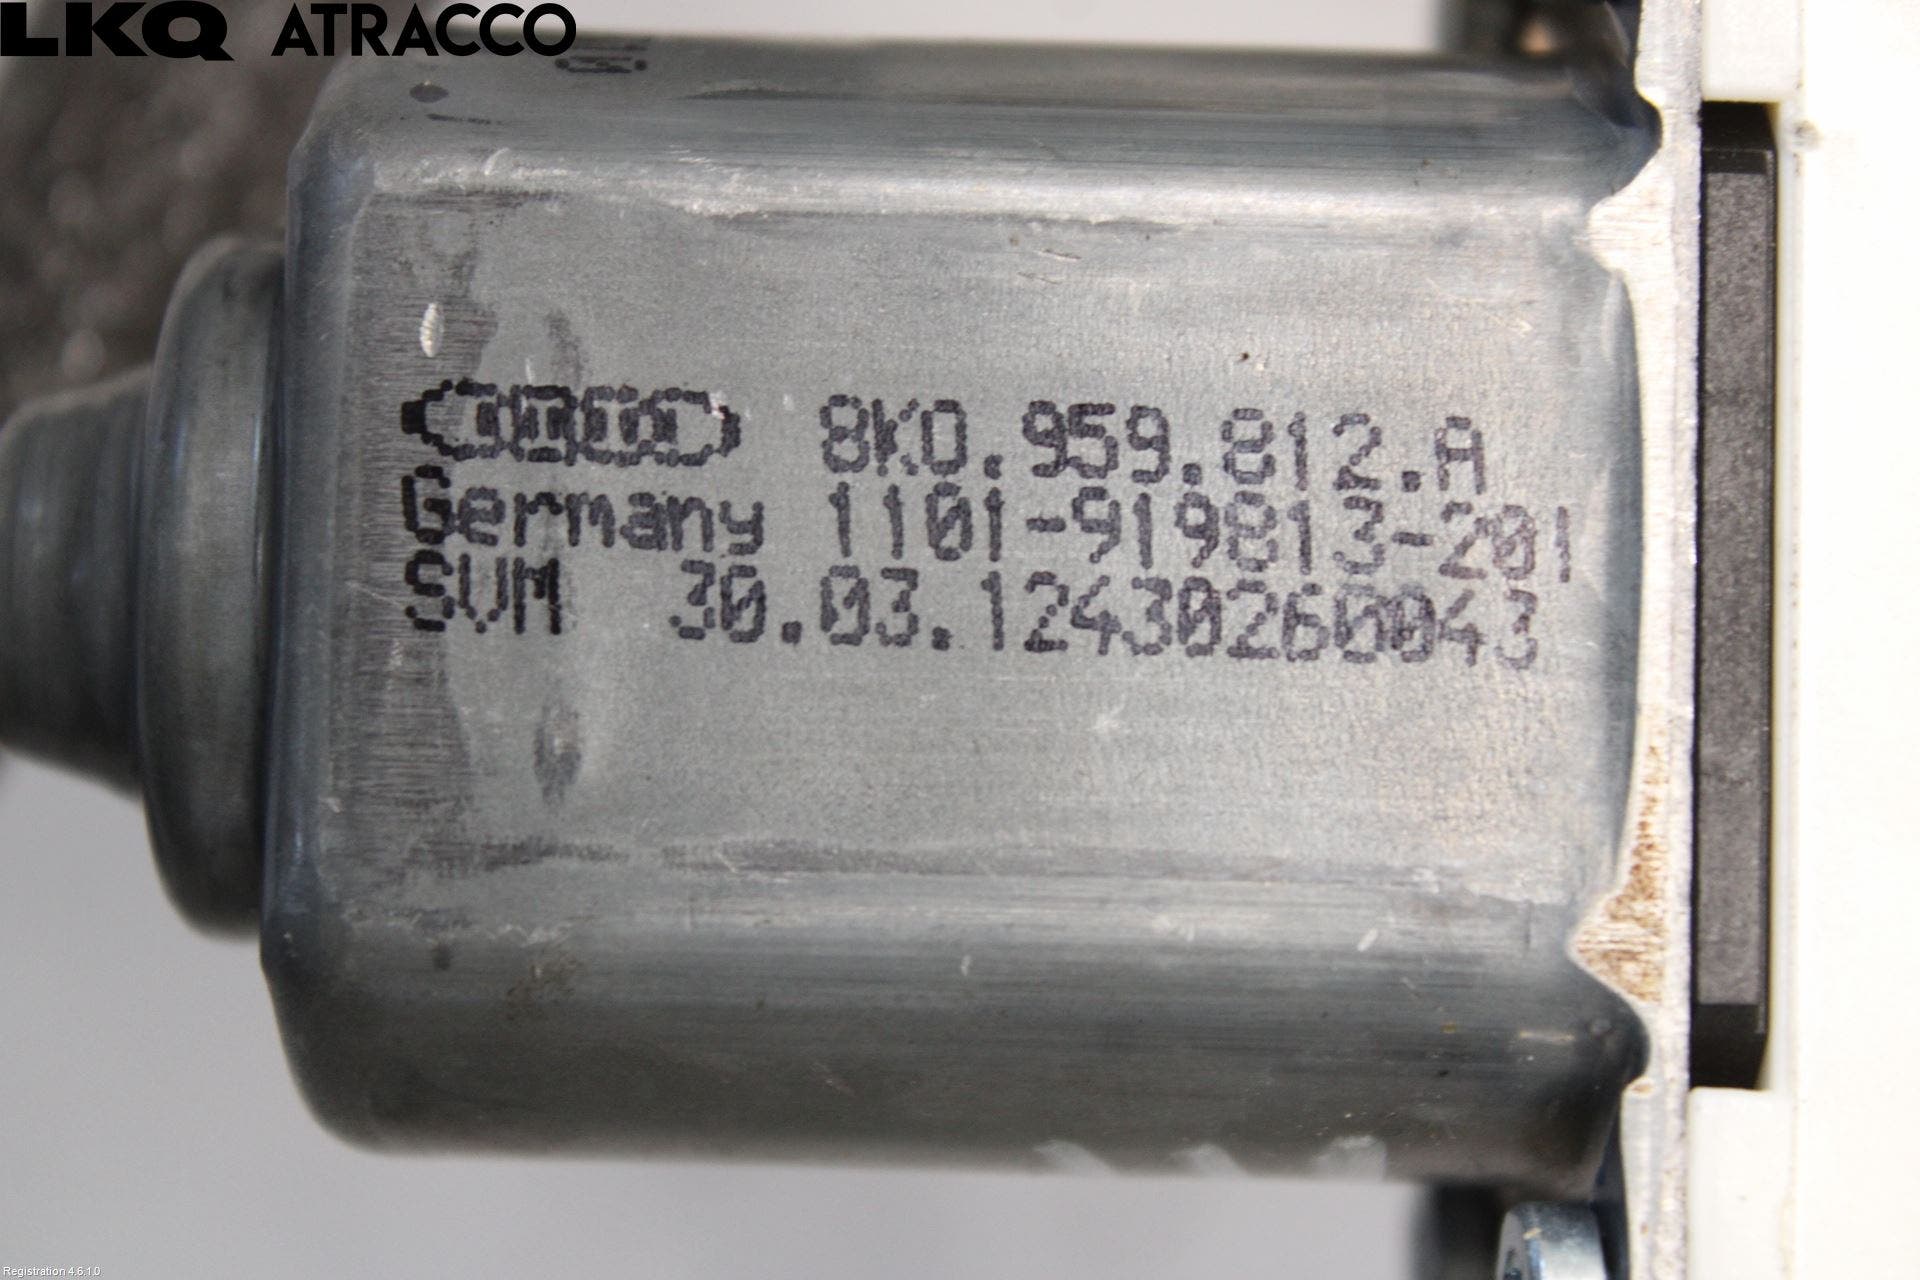 LKQ ATRACCO
8K0.959.812.A
Germany 1101-919813-201
SVM 30.03.12430260043
Registration 4.6.1.0